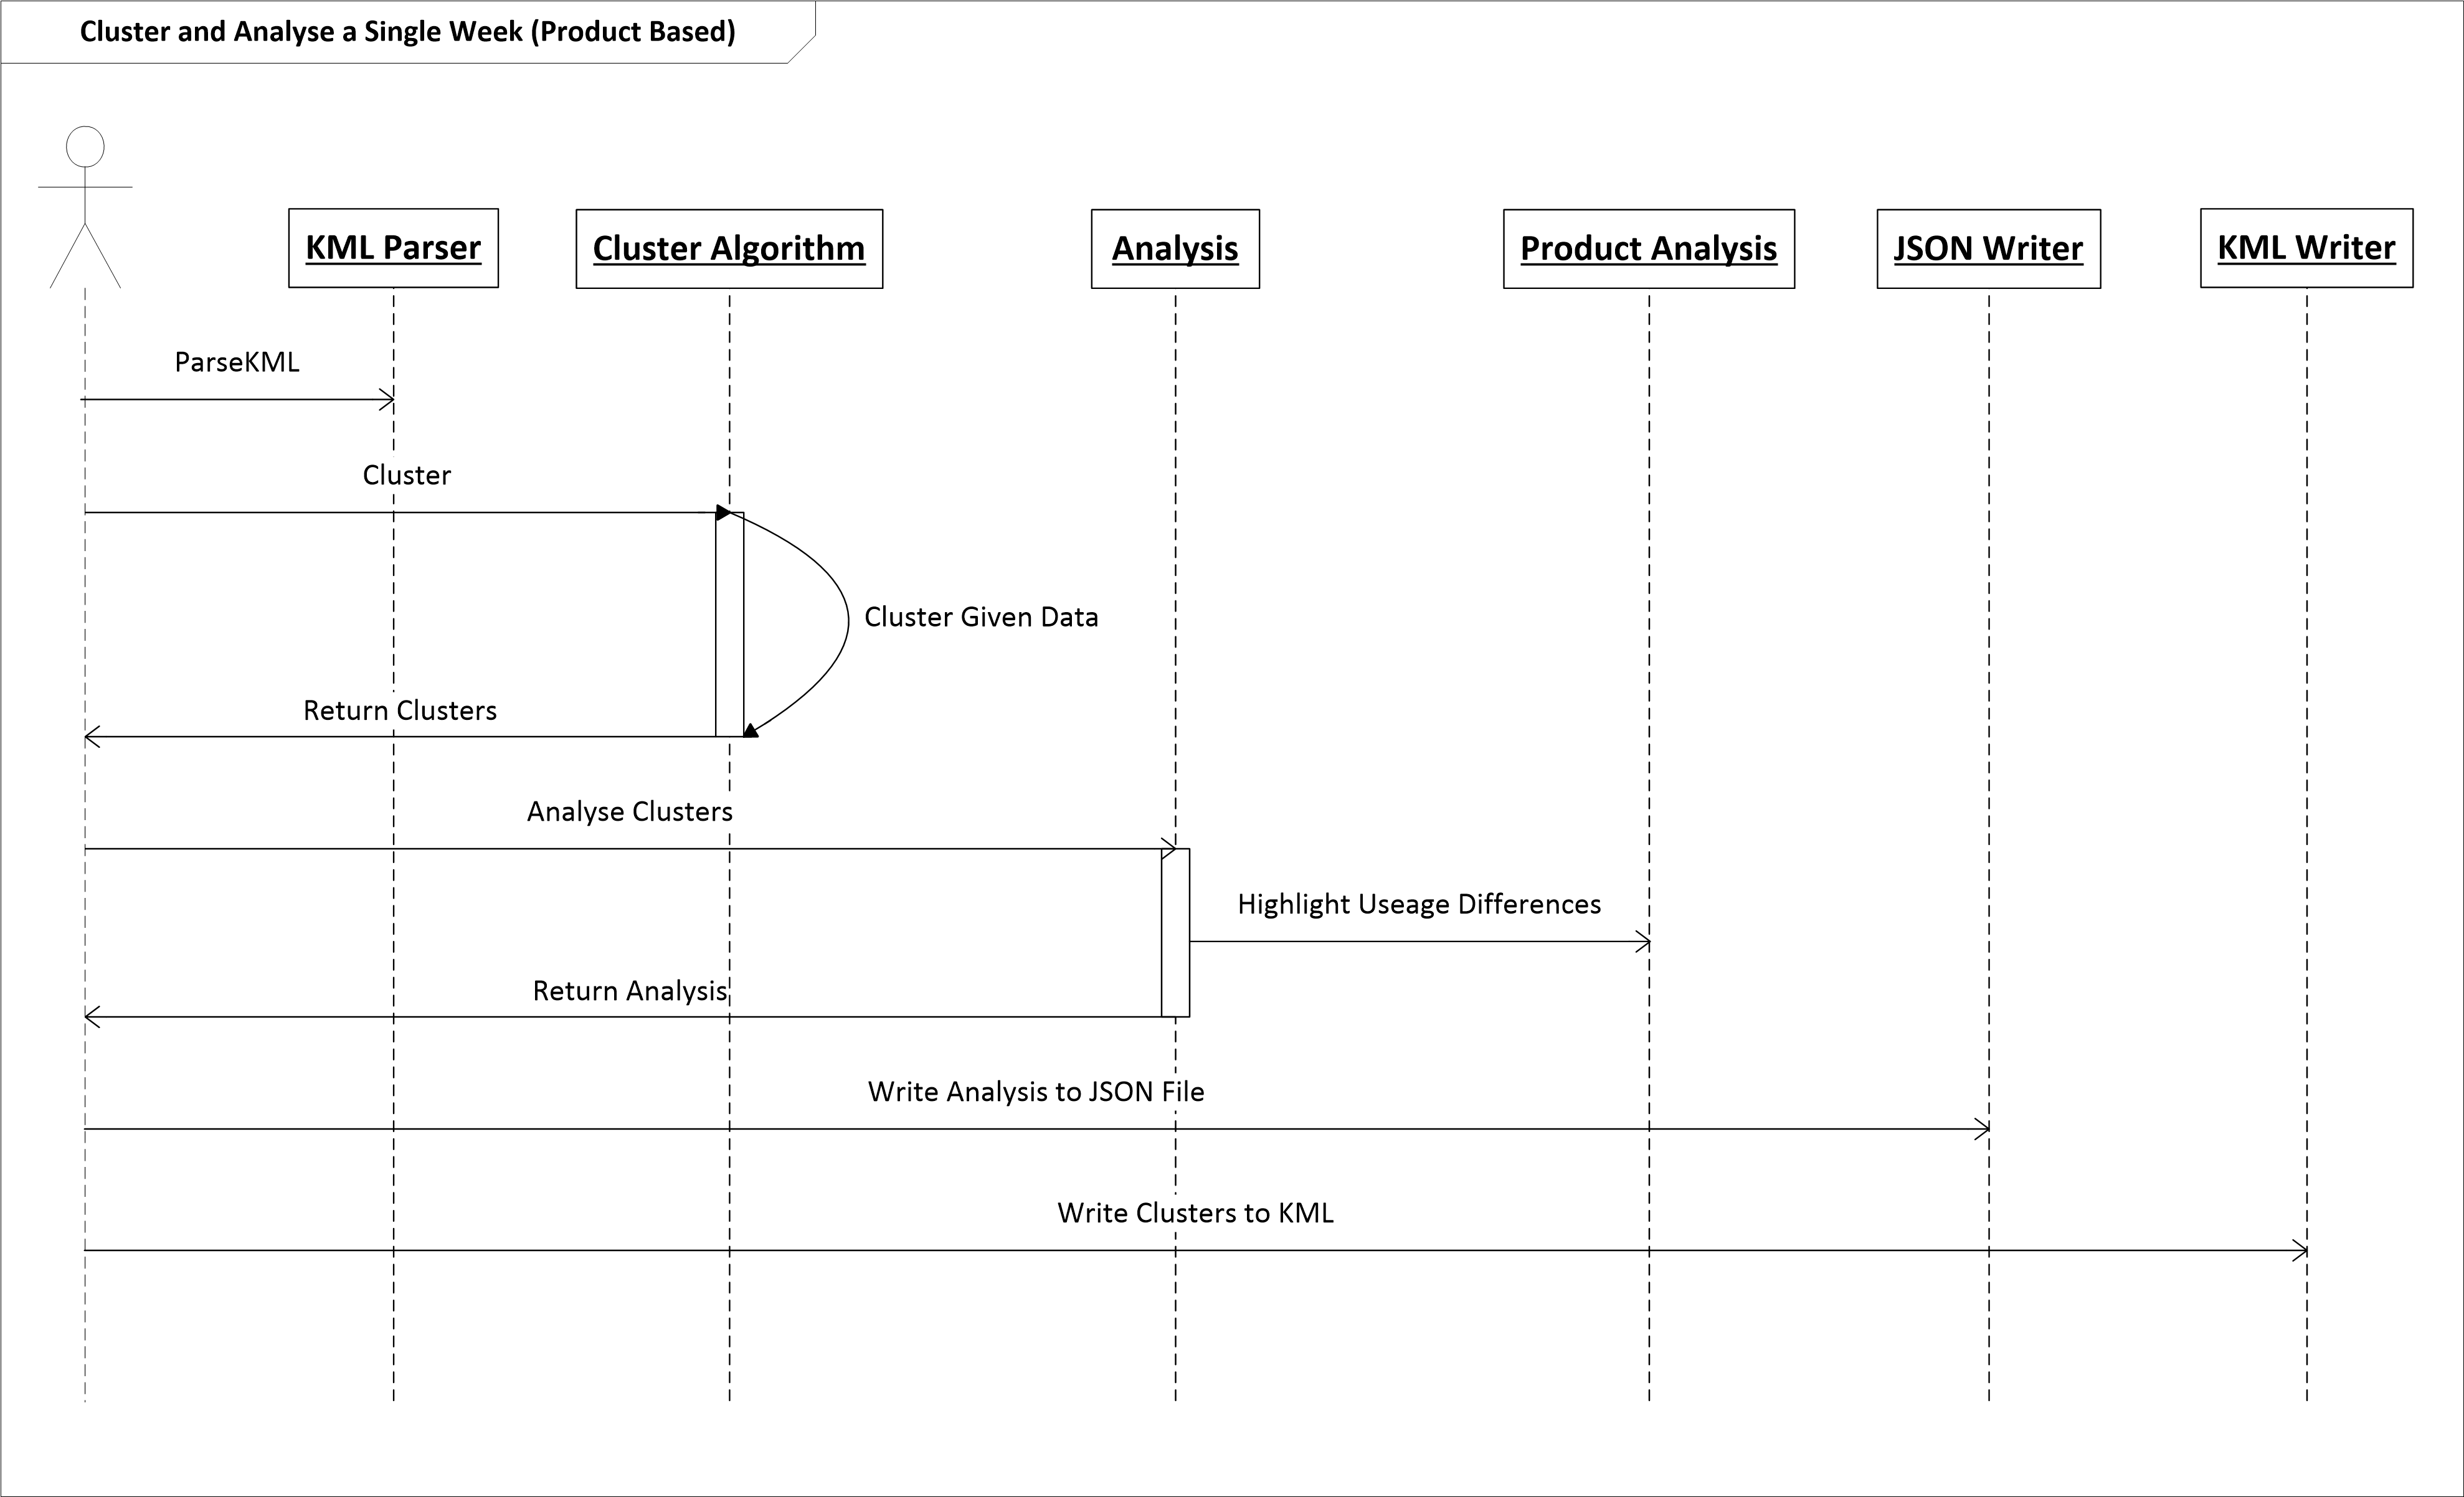 Cluster and Analyse a Single Week (Product Based)
KML Parser
Cluster Algorithm
Analysis
Product Analysis
JSON Writer
KML Writer
ParseKML
Cluster
Cluster Given Data
Return Clusters
Analyse Clusters
Highlight Useage Differences
Return Analysis
Write Analysis to JSON File
Write Clusters to KML